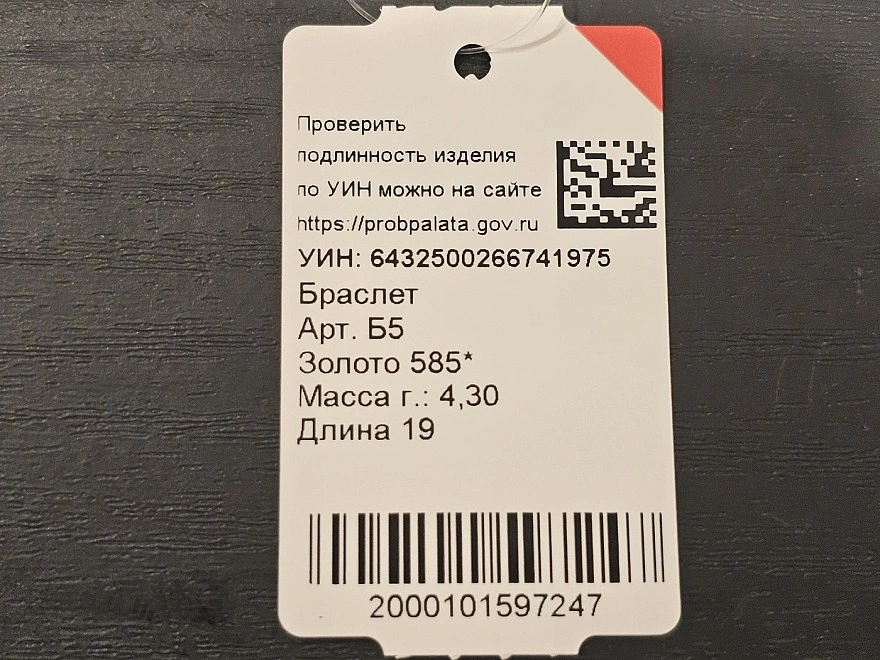 Проверить
подлинность изделия
по УИН можно на сайте
https://probpalata.gov.ru
УИН: 6432500266741975
Браслет
Арт. Б5
Золото 585*
Масса г.: 4,30
Длина 19
2000101597247